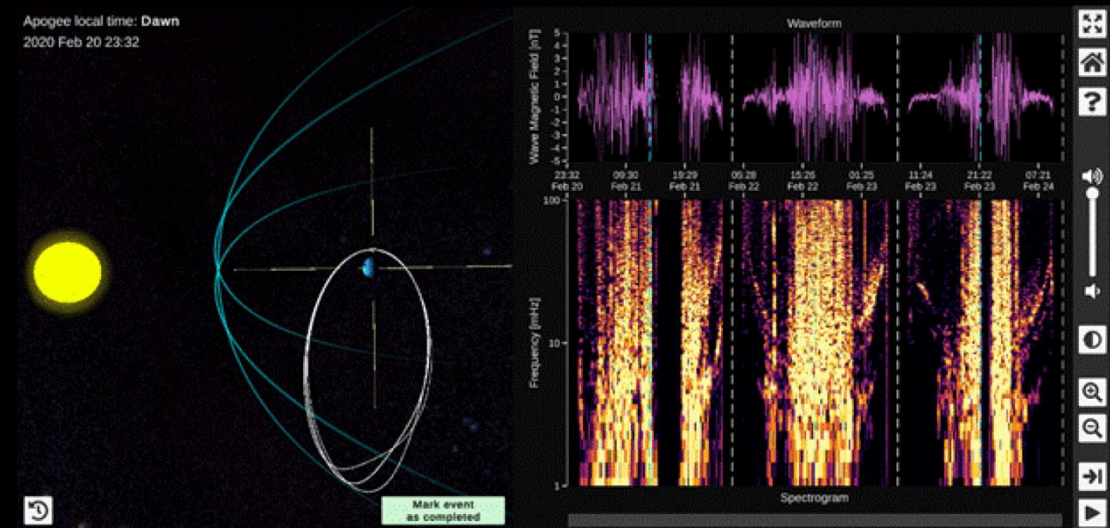 Apogee local time: Dawn
2020 Feb 20 23:32
Mark event
as completed
Waveform
Wave Magnetic Field [nT]
5
4
3
2
1
0
-1
-2
-3
-4
-5
23:32 09:30 19:29 05:28 15:26 01:25 11:24 21:22 07:21
Feb 20 Feb 21 Feb 21 Feb 22 Feb 22 Feb 23 Feb 23 Feb 23 Feb 24
Frequency [mHz]
100
10
1
Spectrogram
?